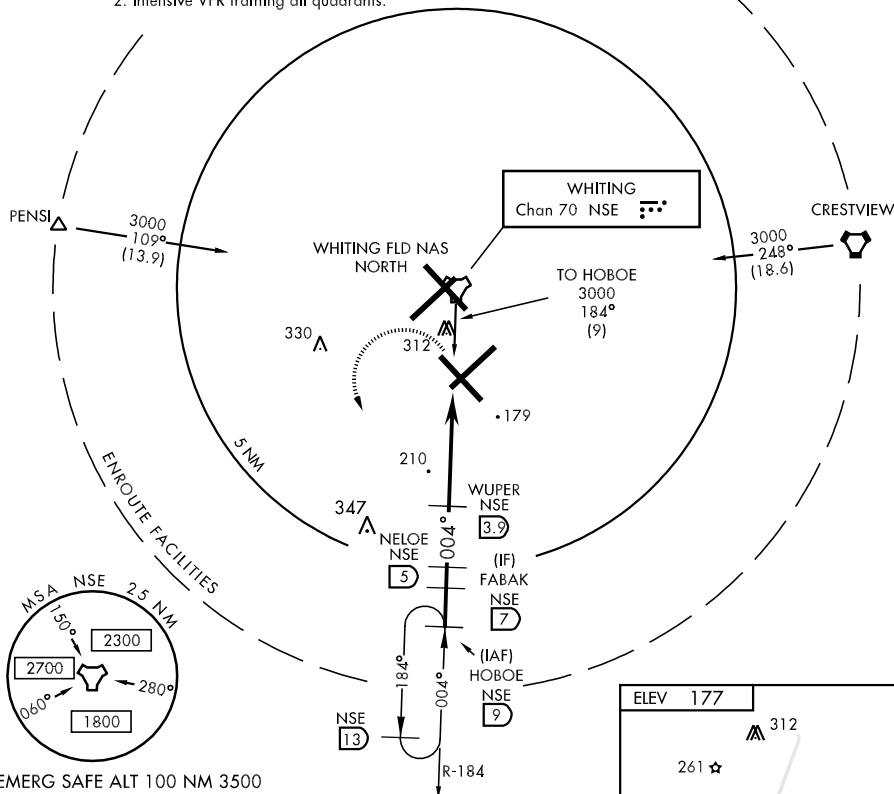 2. Intensive VFR training all quadrants.
WHITING
Chan 70 NSE
PENSI
3000
109°
(13.9)
CRESTVIEW
3000
248°
(18.6)
WHITING FLD NAS
NORTH
TO HOBOE
3000
184°
(9)
330
312
179
210
5 NM
ENROUTE FACILITIES
WUPER
NSE
3.9
347
004°
NELOE
NSE
5
(IF)
FABAK
NSE
7
(IAF)
HOBOE
NSE
9
184°
004°
NSE
13
R-184
MSA NSE 25 NM
150°
2300
2700
060°
280°
1800
EMERG SAFE ALT 100 NM 3500
ELEV 177
312
261